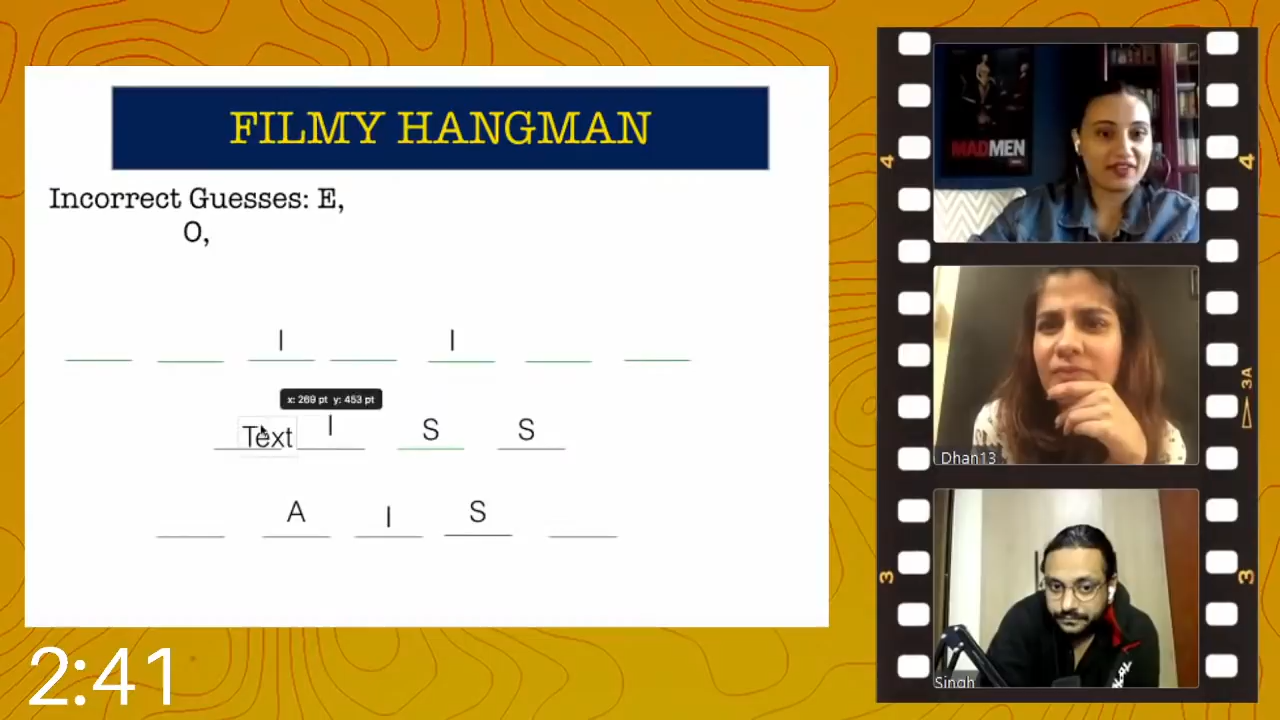 FILMY HANGMAN
Incorrect Guesses: E,
O,
I I
x: 269 pt y: 453 pt
Text I S S
A I S
2:41
MADMEN
Dhan13
Singh
4 4
3A
3 3